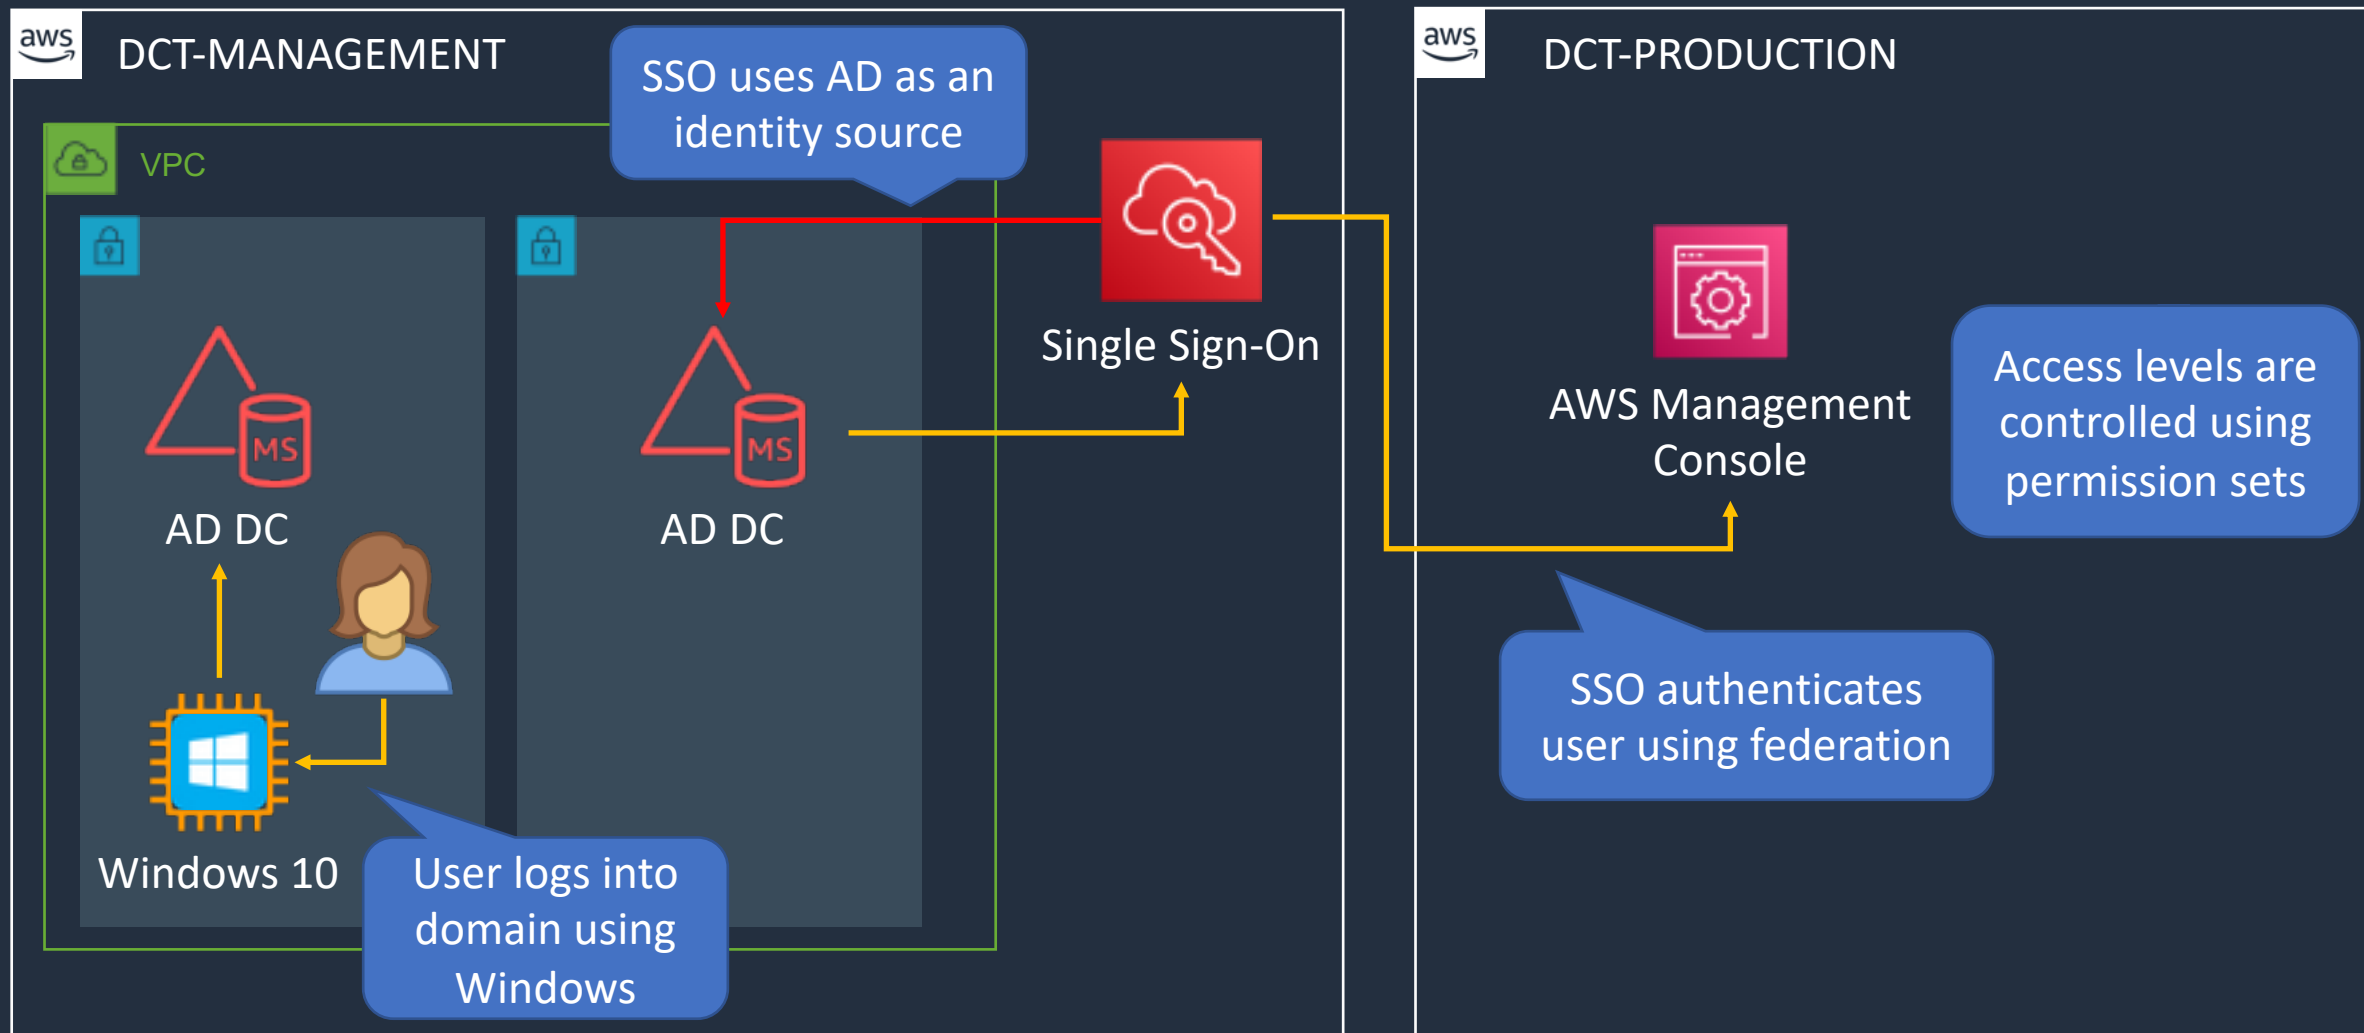 aws
DCT-MANAGEMENT
SSO uses AD as an
identity source
VPC
MS
AD DC
MS
AD DC
Single Sign-On
Windows 10
User logs into
domain using
Windows
aws
DCT-PRODUCTION
AWS Management
Console
Access levels are
controlled using
permission sets
SSO authenticates
user using federation